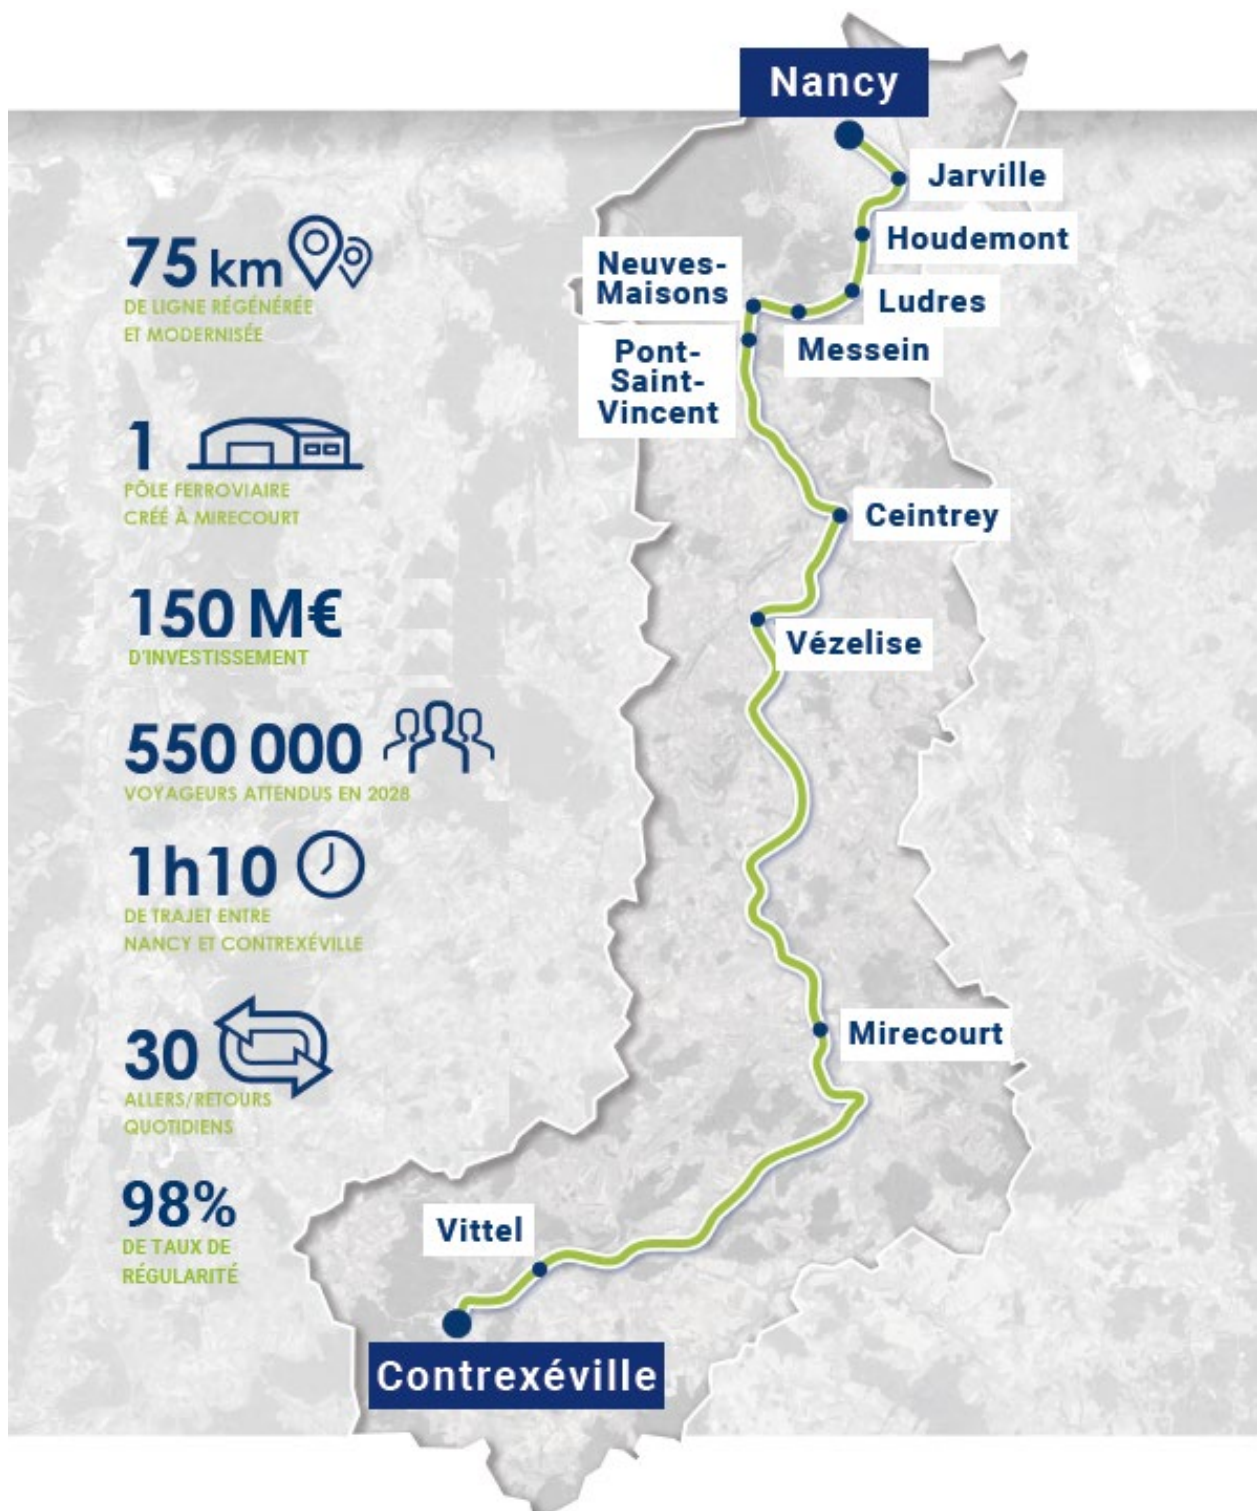 Nancy
Jarville
Houdemont
Neuves-
Maisons
Ludres
Messein
Pont-
Saint-
Vincent
Ceintrey
Vézelise
Mirecourt
Vittel
Contrexéville
75 km
DE LIGNE RÉGÉNÉRÉE
ET MODERNISÉE
1
PÔLE FERROVIAIRE
CRÉÉ À MIRECOURT
150 M€
D'INVESTISSEMENT
550 000
VOYAGEURS ATTENDUS EN 2028
1h10
DE TRAJET ENTRE
NANCY ET CONTREXÉVILLE
30
ALLERS/RETOURS
QUOTIDIENS
98%
DE TAUX DE
RÉGULARITÉ